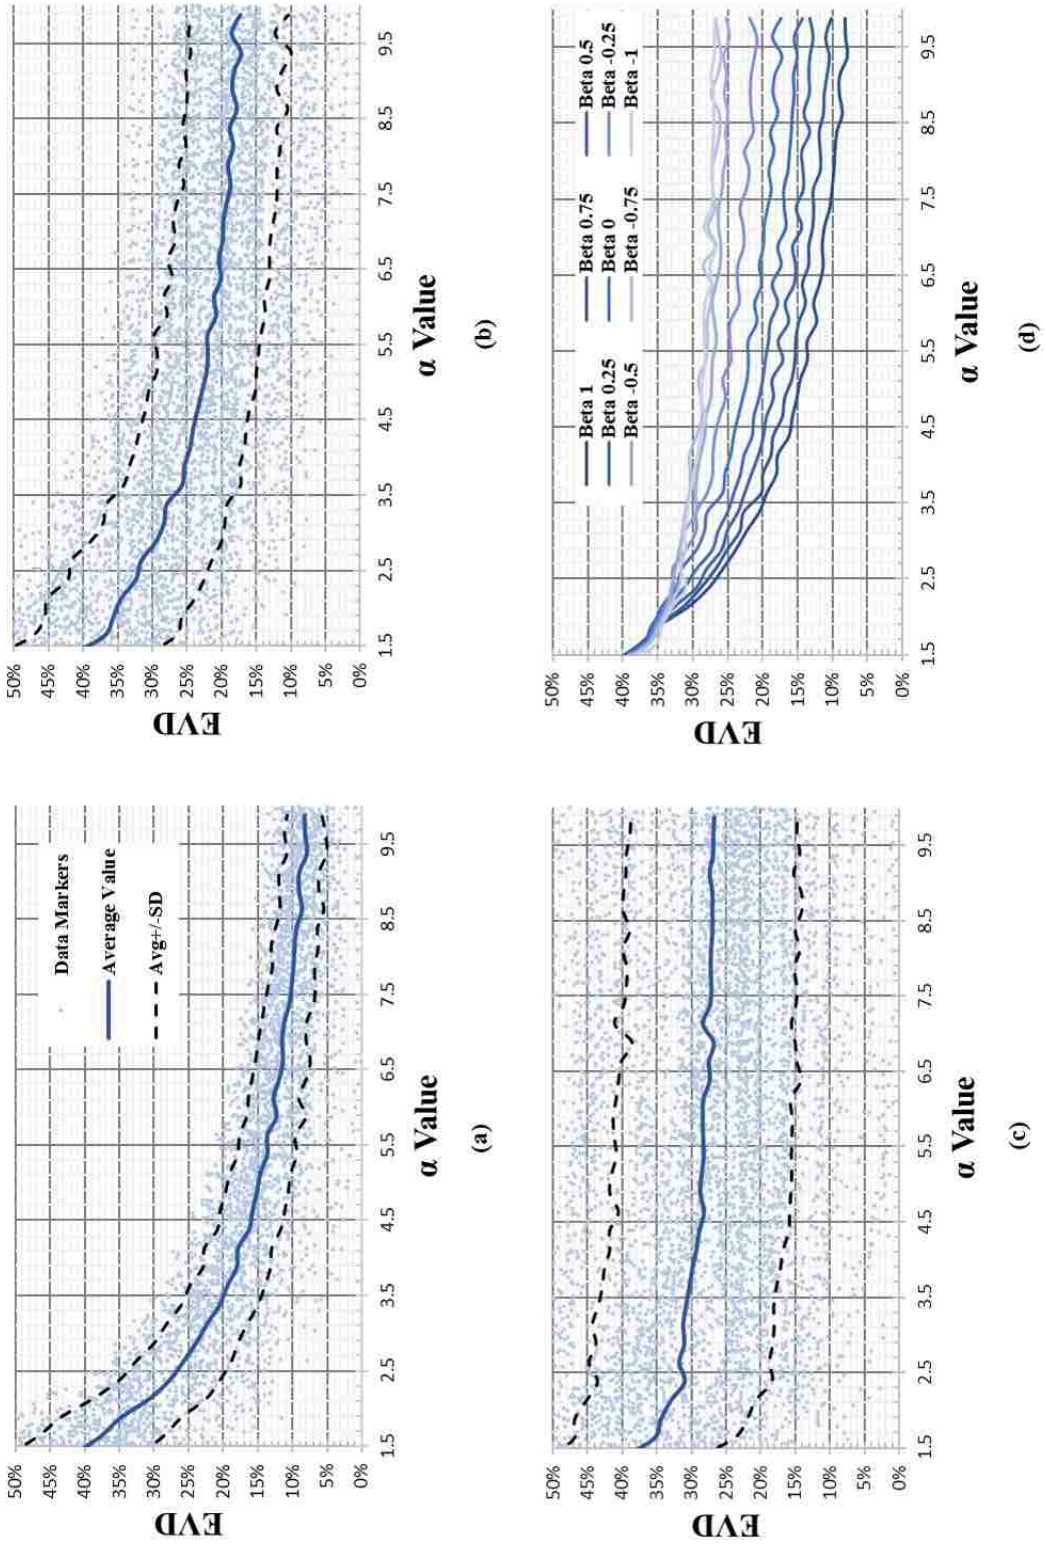 50%
45%
40%
35%
30%
25%
20%
15%
10%
5%
0%
EVD
Data Markers
Average Value
Avg+/-SD
1.5 2.5 3.5 4.5 5.5 6.5 7.5 8.5 9.5
α Value
(a)
50%
45%
40%
35%
30%
25%
20%
15%
10%
5%
0%
EVD
1.5 2.5 3.5 4.5 5.5 6.5 7.5 8.5 9.5
α Value
(b)
50%
45%
40%
35%
30%
25%
20%
15%
10%
5%
0%
EVD
1.5 2.5 3.5 4.5 5.5 6.5 7.5 8.5 9.5
α Value
(c)
50%
45%
40%
35%
30%
25%
20%
15%
10%
5%
0%
EVD
Beta 1 Beta 0.75 Beta 0.5
Beta 0.25 Beta 0 Beta -0.25
Beta -0.5 Beta -0.75 Beta -1
1.5 2.5 3.5 4.5 5.5 6.5 7.5 8.5 9.5
α Value
(d)